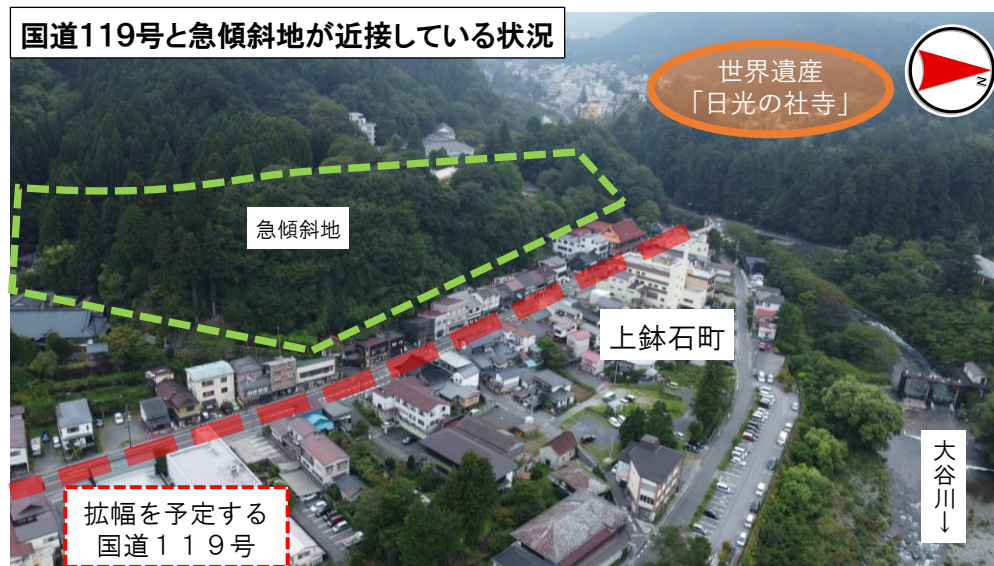 国道119号と急傾斜地が近接している状況
世界遺産
「日光の社寺」
N
急傾斜地
上鉢石町
拡幅を予定する
国道１１９号
大谷川↓